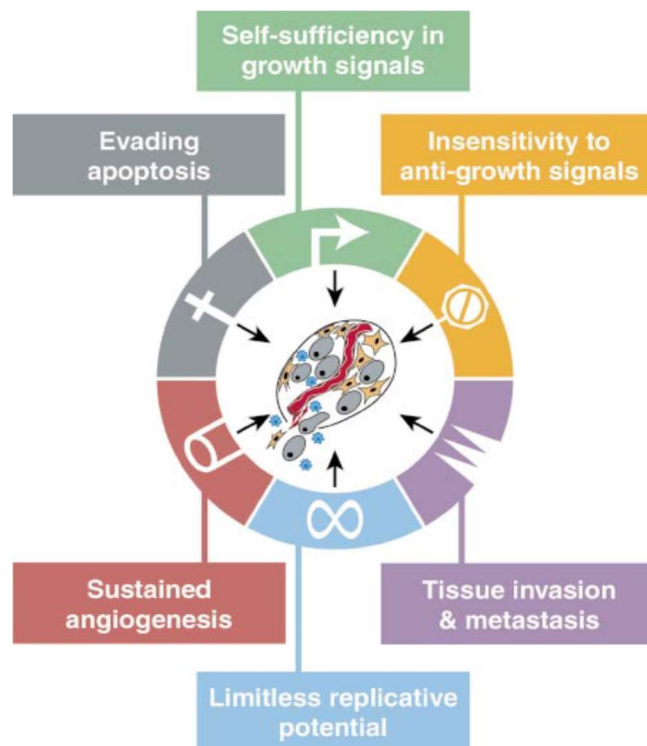 Self-sufficiency in
growth signals
Evading
apoptosis
Insensitivity to
anti-growth signals
Sustained
angiogenesis
Tissue invasion
& metastasis
Limitless replicative
potential